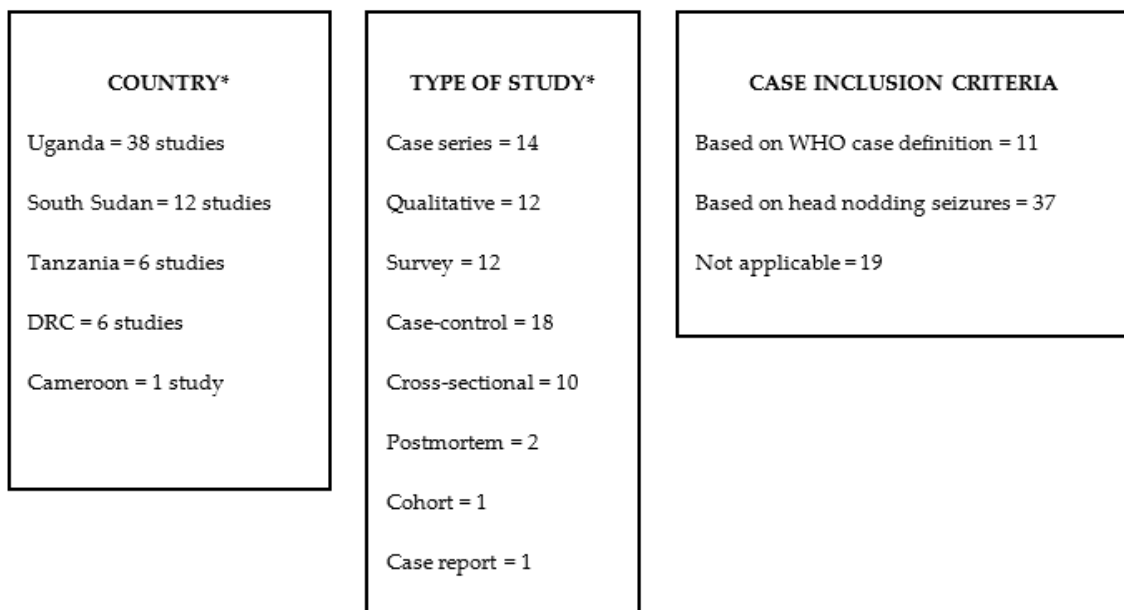 COUNTRY*
Uganda = 38 studies
South Sudan = 12 studies
Tanzania = 6 studies
DRC = 6 studies
Cameroon = 1 study
TYPE OF STUDY*
Case series = 14
Qualitative = 12
Survey = 12
Case-control = 18
Cross-sectional = 10
Postmortem = 2
Cohort = 1
Case report = 1
CASE INCLUSION CRITERIA
Based on WHO case definition = 11
Based on head nodding seizures = 37
Not applicable = 19